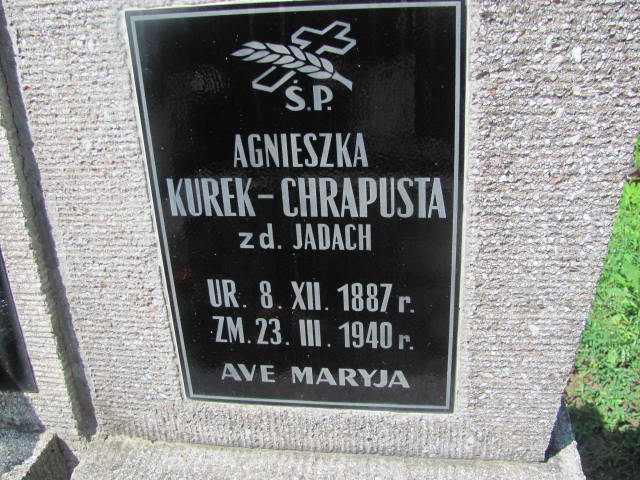 Ś.P.
AGNIESZKA
KUREK – CHRAPUSTA
zd. JADACH
UR. 8. XII. 1887 r.
ZM. 23. III. 1940 r.
AVE MARYJA